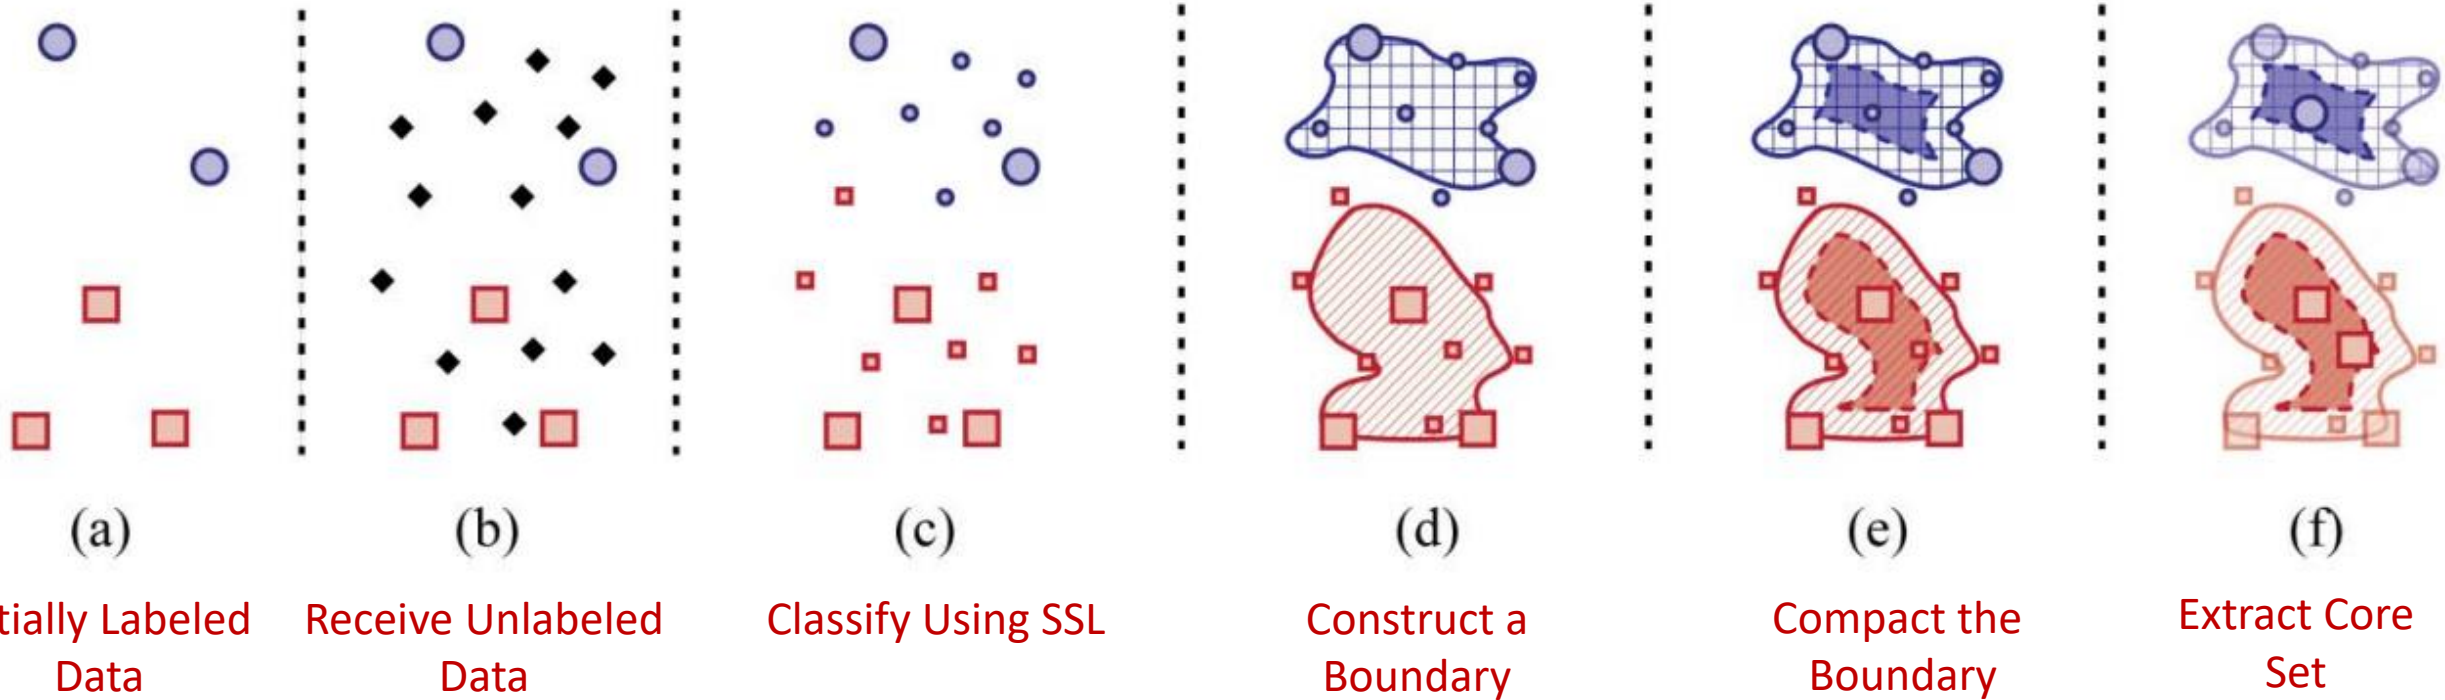 (a) (b) (c) (d) (e) (f)
tially Labeled
Data
Receive Unlabeled
Data
Classify Using SSL
Construct a
Boundary
Compact the
Boundary
Extract Core
Set